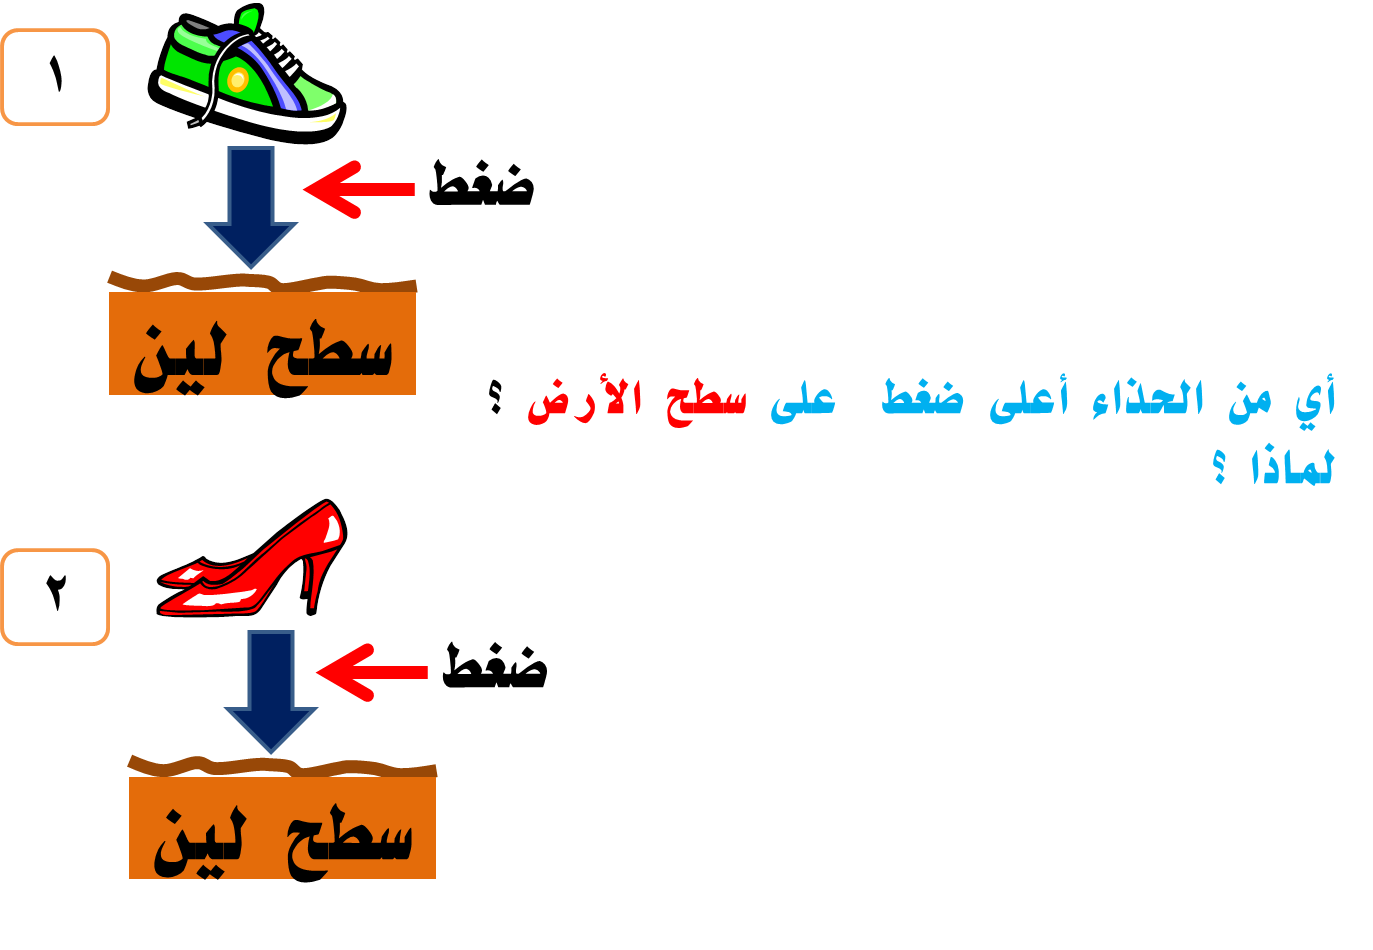 ١
ضغط
سطح لين
أي من الحذاء أعلى ضغط على سطح الأرض ؟
لماذا ؟
٢
ضغط
سطح لين